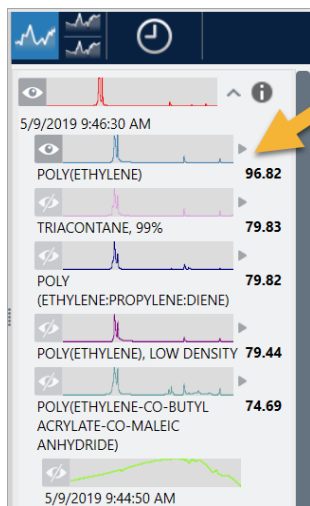 5/9/2019 9:46:30 AM
POLY(ETHYLENE) 96.82
TRIACONTANE, 99% 79.83
POLY 79.82
(ETHYLENE:PROPYLENE:DIENE)
POLY(ETHYLENE), LOW DENSITY 79.44
POLY(ETHYLENE-CO-BUTYL 74.69
ACRYLATE-CO-MALEIC
ANHYDRIDE)
5/9/2019 9:44:50 AM